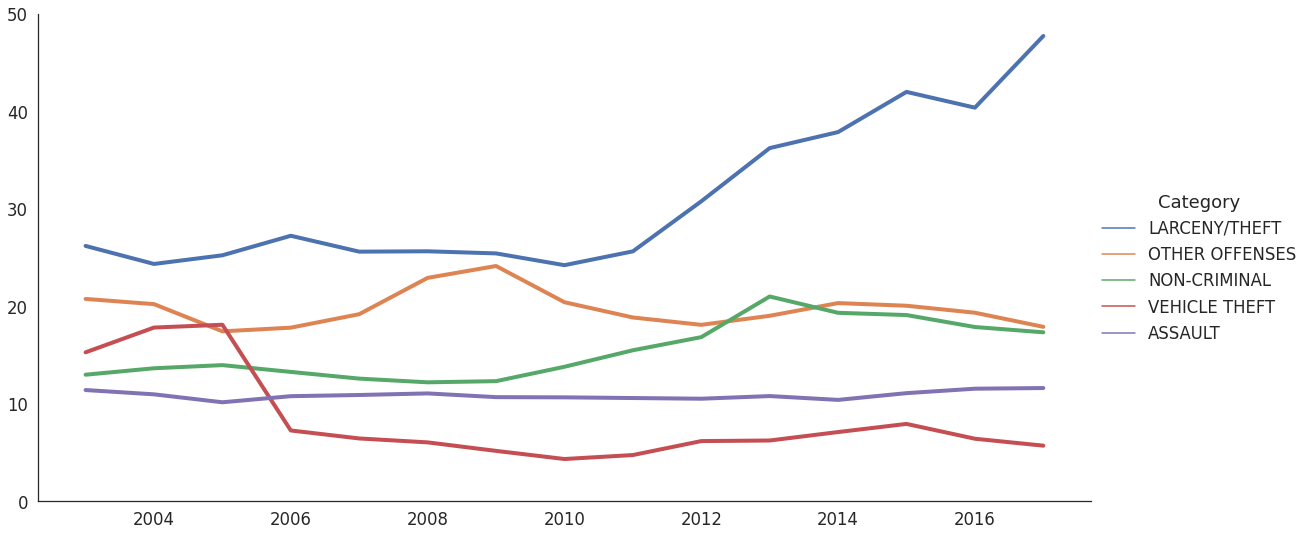 50
40
30
20
10
0
2004 2006 2008 2010 2012 2014 2016
Category
LARCENY/THEFT
OTHER OFFENSES
NON-CRIMINAL
VEHICLE THEFT
ASSAULT